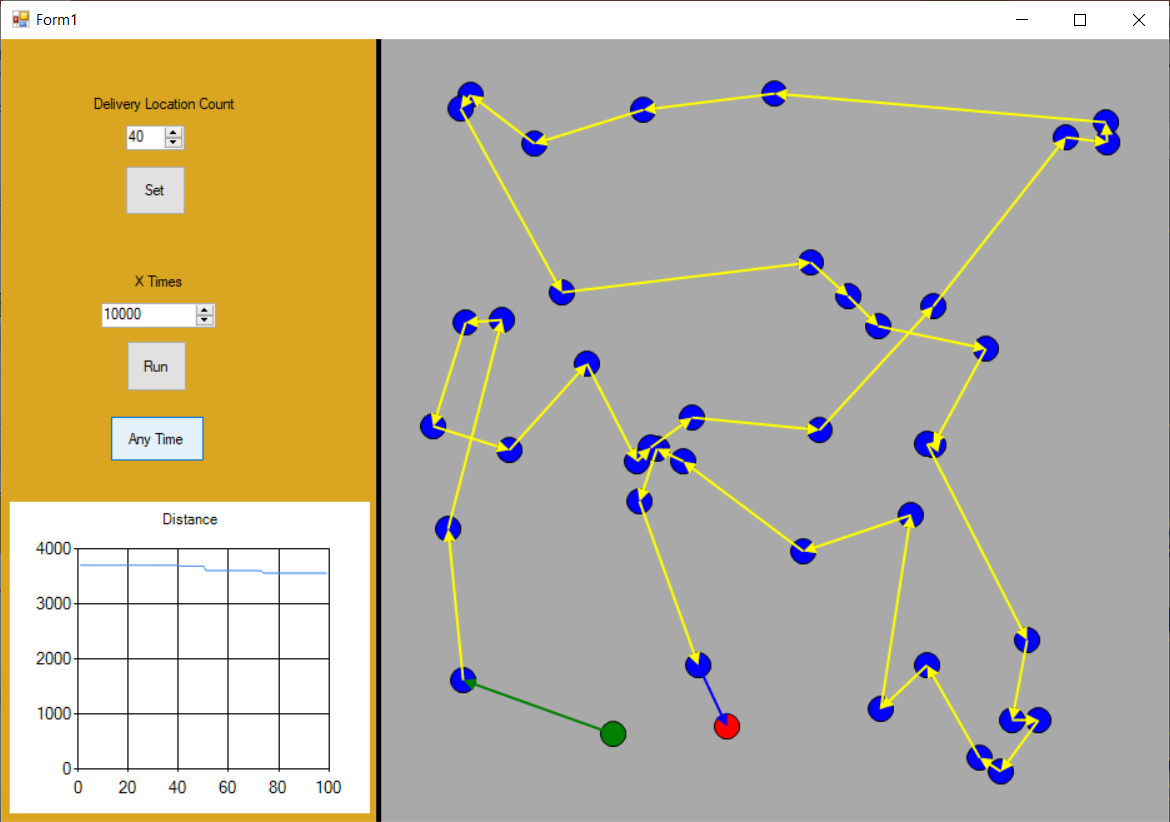 Form1
Delivery Location Count
40
Set
X Times
10000
Run
Any Time
Distance
4000
3000
2000
1000
0
0 20 40 60 80 100